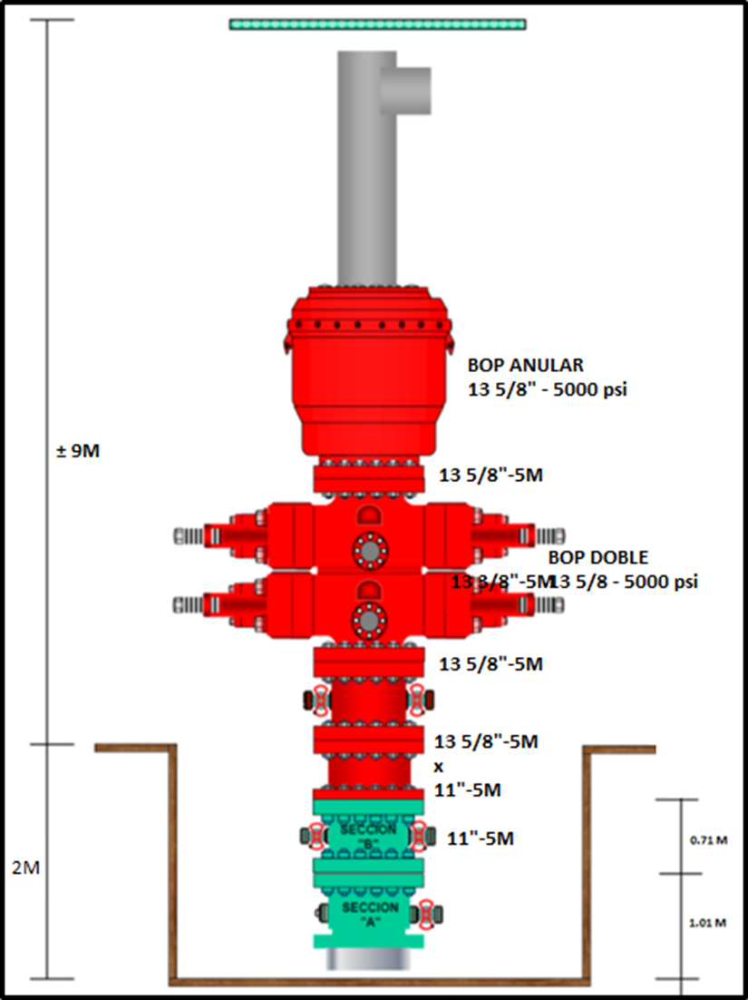 BOP ANULAR
13 5/8" - 5000 psi
± 9M
13 5/8"-5M
BOP DOBLE
13 3/8"-5M
13 5/8 - 5000 psi
13 5/8"-5M
13 5/8"-5M
x
11"-5M
SECCION
"B"
11"-5M
0.71 M
2M
SECCION
"A"
1.01 M